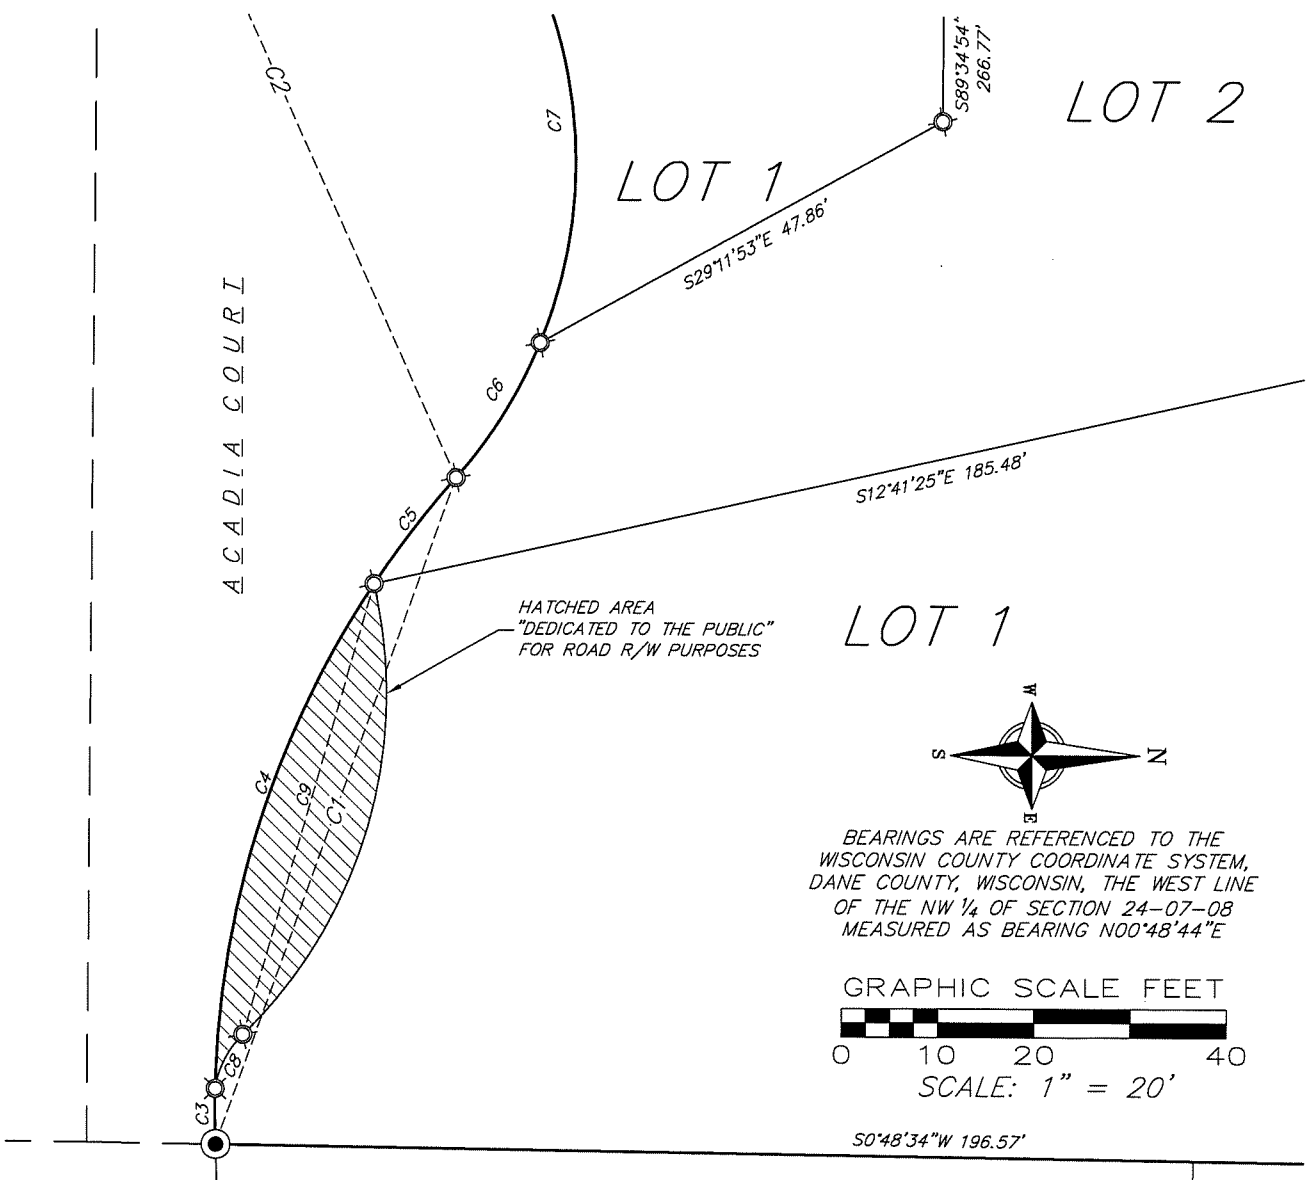 S89°34'54"
266.77'
LOT 2
C2
C7
LOT 1
S29°11'53"E 47.86'
ACADIA COURT
C6
S12°41'25"E 185.48'
C5
HATCHED AREA
"DEDICATED TO THE PUBLIC"
FOR ROAD R/W PURPOSES
LOT 1
W
S
N
E
C4
C9
C1
BEARINGS ARE REFERENCED TO THE
WISCONSIN COUNTY COORDINATE SYSTEM,
DANE COUNTY, WISCONSIN, THE WEST LINE
OF THE NW ¼ OF SECTION 24-07-08
MEASURED AS BEARING N00°48'44"E
GRAPHIC SCALE FEET
0 10 20 40
SCALE: 1" = 20'
C8
C3
S0°48'34"W 196.57'